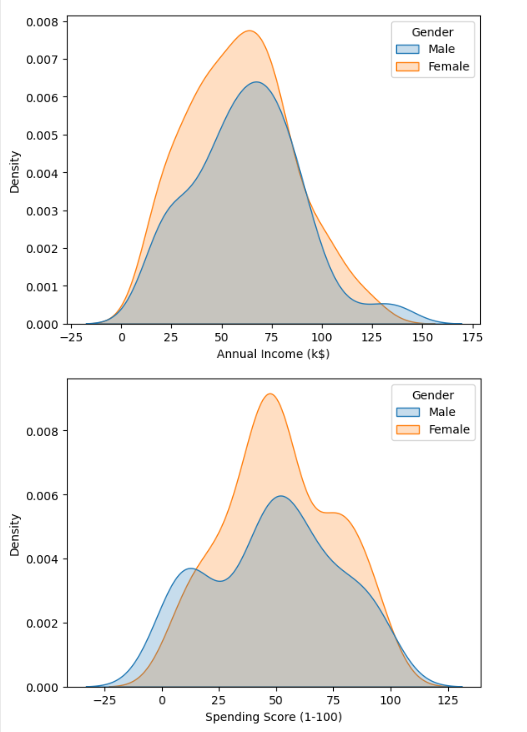 0.008
Gender
Male
Female
0.007
0.006
0.005
0.004
0.003
0.002
0.001
0.000
Density
−25 0 25 50 75 100 125 150 175
Annual Income (k$)
Gender
Male
Female
0.008
0.006
0.004
0.002
0.000
Density
−25 0 25 50 75 100 125
Spending Score (1-100)